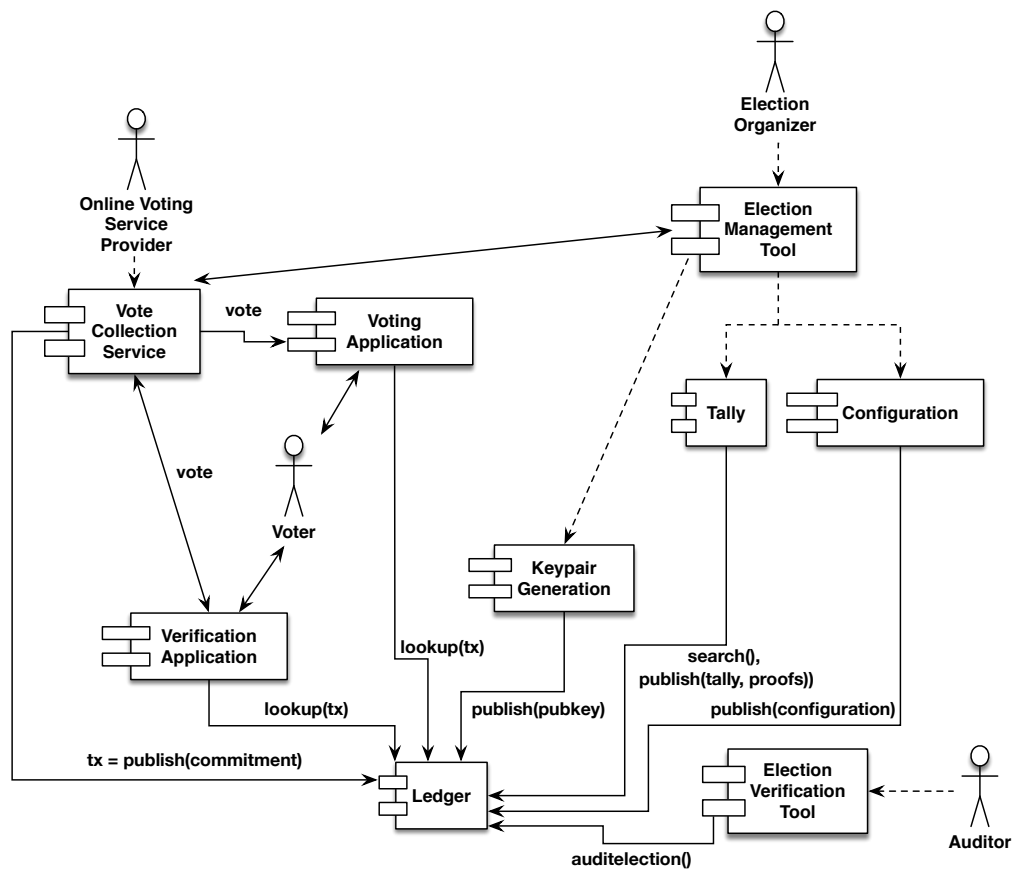 Election
Organizer
Online Voting
Service
Provider
Election
Management
Tool
Vote
Collection
Service
vote
Voting
Application
Tally
Configuration
vote
Voter
Keypair
Generation
Verification
Application
lookup(tx)
search(),
publish(tally, proofs))
lookup(tx)
publish(pubkey)
publish(configuration)
tx = publish(commitment)
Ledger
Election
Verification
Tool
Auditor
auditelection()